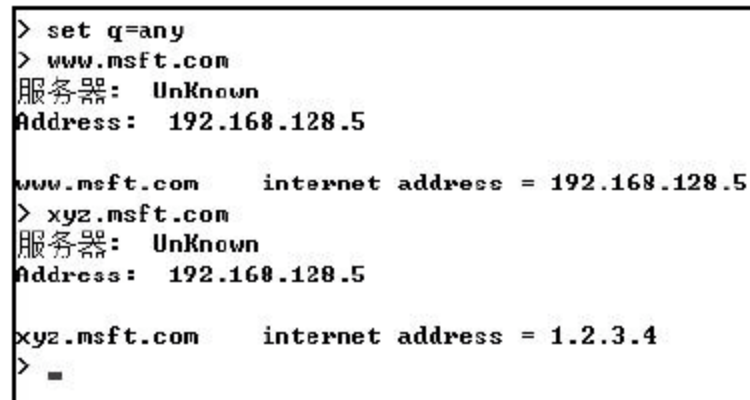 > set q=any
> www.msft.com
服务器:  UnKnown
Address:  192.168.128.5
www.msft.com    internet address = 192.168.128.5
> xyz.msft.com
服务器:  UnKnown
Address:  192.168.128.5
xyz.msft.com    internet address = 1.2.3.4
>